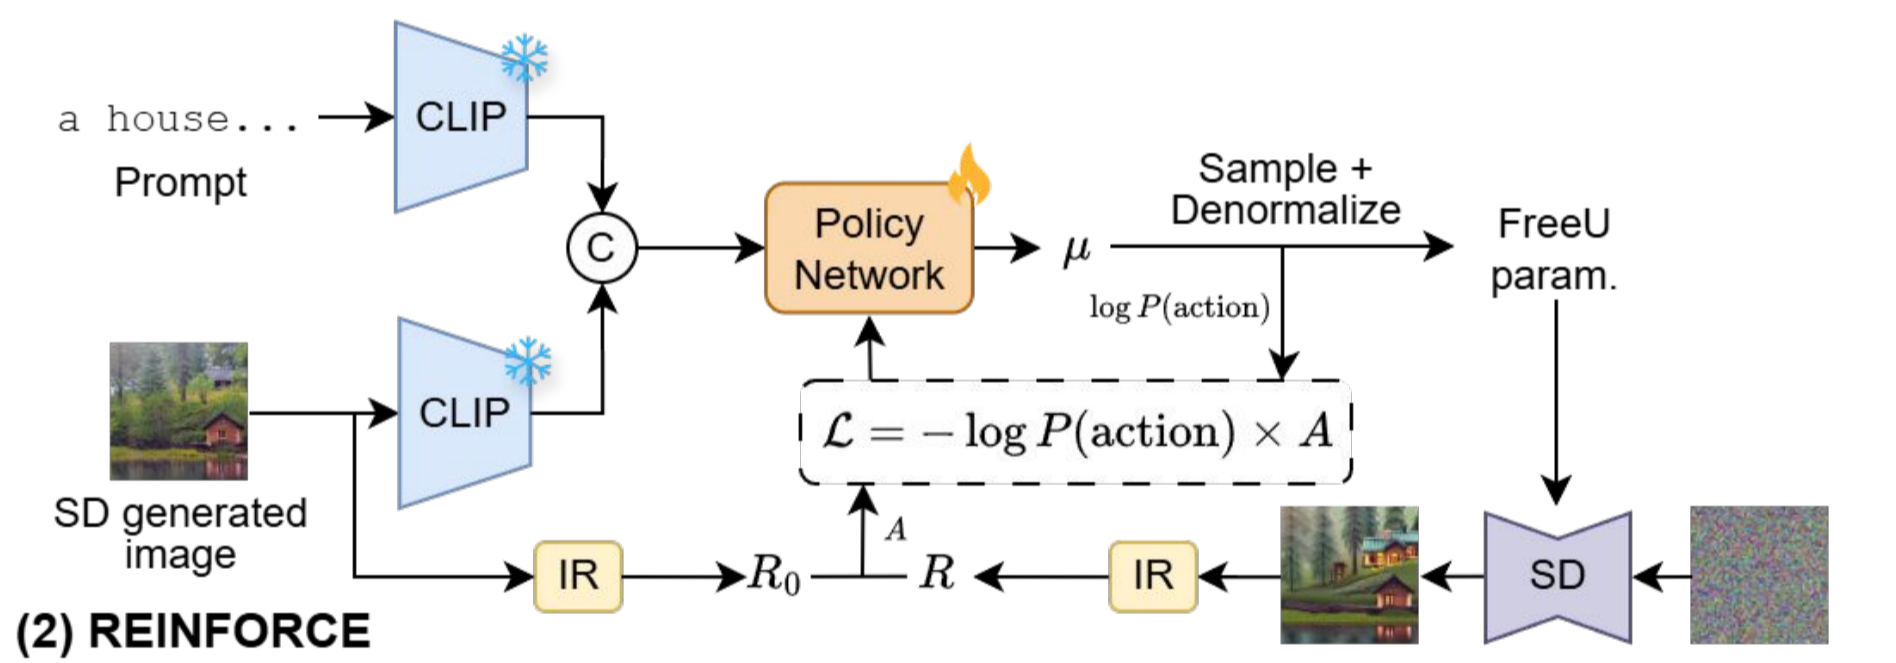 a house...
Prompt
CLIP
C
SD generated
image
CLIP
IR
R₀
Policy
Network
μ
Sample +
Denormalize
log P(action)
FreeU
param.
ℒ = − log P(action) × A
A
R
IR
SD
(2) REINFORCE